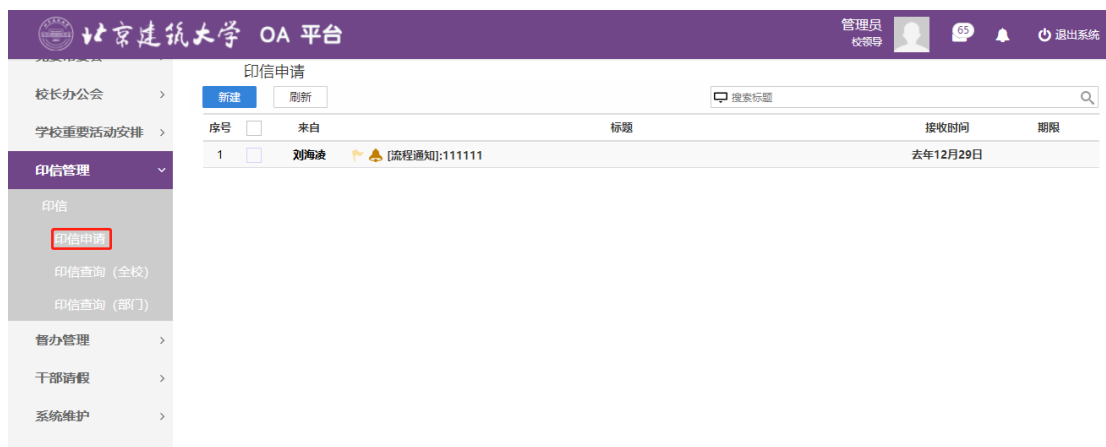 北京建筑大学 OA 平台
管理员
校领导
65
退出系统
校长办公会
学校重要活动安排
印信管理
印信
印信申请
印信查询（全校）
印信查询（部门）
督办管理
干部请假
系统维护
印信申请
新建 刷新 搜索标题
序号 来自 标题 接收时间 期限
1 刘海凌 [流程通知]:111111 去年12月29日